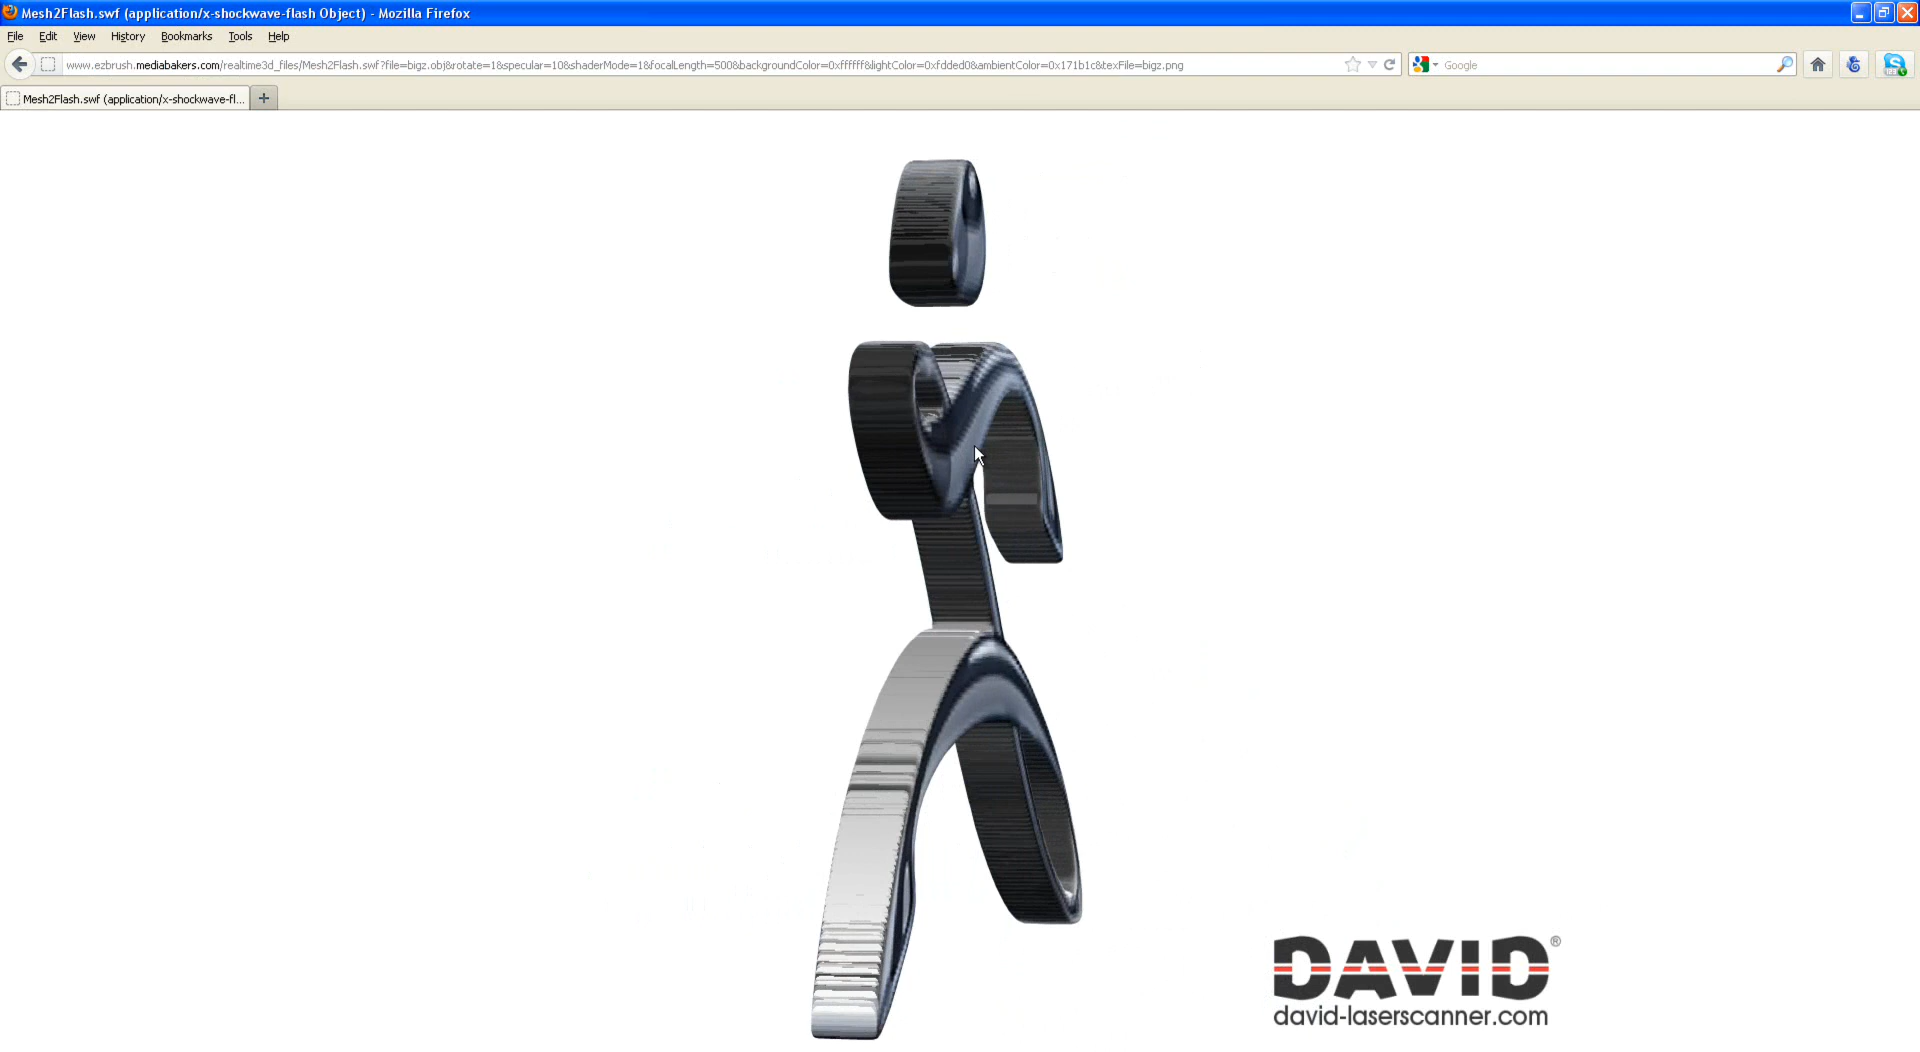 Mesh2Flash.swf (application/x-shockwave-flash Object) - Mozilla Firefox
File Edit View History Bookmarks Tools Help
www.ezbrush.mediabakers.com/realtime3d_files/Mesh2Flash.swf?file=bigz.obj&rotate=1&specular=10&shaderMode=1&focalLength=500&backgroundColor=0xffffff&lightColor=0xfdded0&ambientColor=0x171b1c&texFile=bigz.png
Google
Mesh2Flash.swf (application/x-shockwave-fl...
DAVID®
david-laserscanner.com